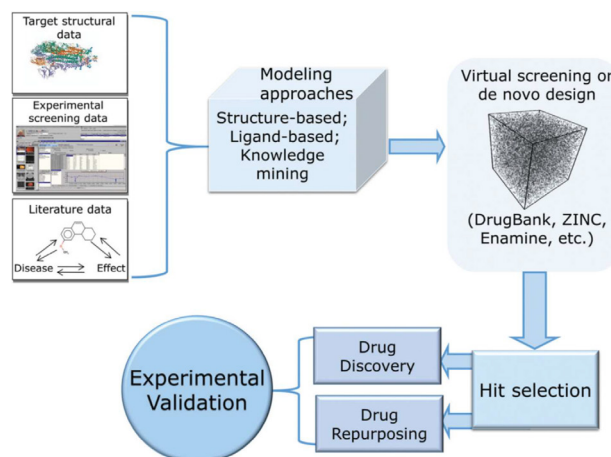 Target structural
data
Experimental
screening data
Literature data
Disease
Effect
Modeling
approaches
Structure-based;
Ligand-based;
Knowledge
mining
Virtual screening or
de novo design
(DrugBank, ZINC,
Enamine, etc.)
Hit selection
Drug
Discovery
Drug
Repurposing
Experimental
Validation